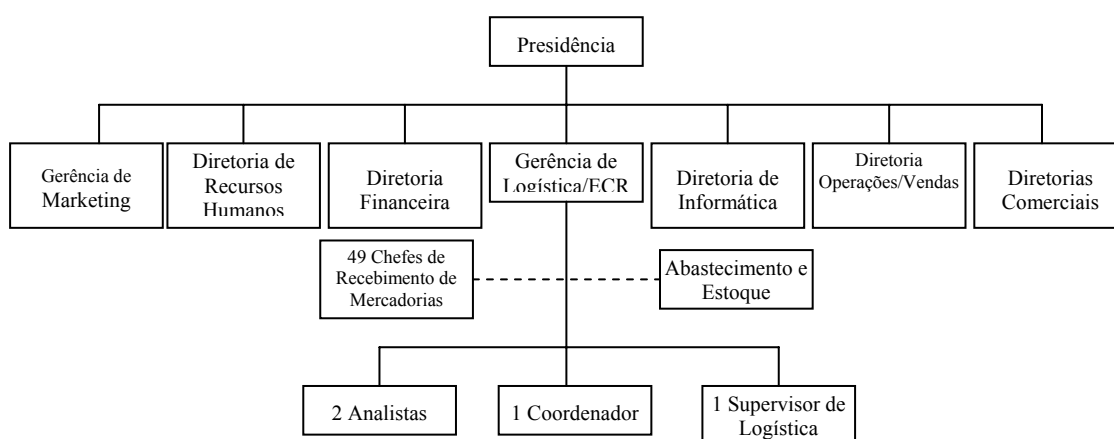 Presidência
Gerência de
Marketing
Diretoria de
Recursos
Humanos
Diretoria
Financeira
Gerência de
Logística/ECR
Diretoria de
Informática
Diretoria
Operações/Vendas
Diretorias
Comerciais
49 Chefes de
Recebimento de
Mercadorias
Abastecimento e
Estoque
2 Analistas
1 Coordenador
1 Supervisor de
Logística